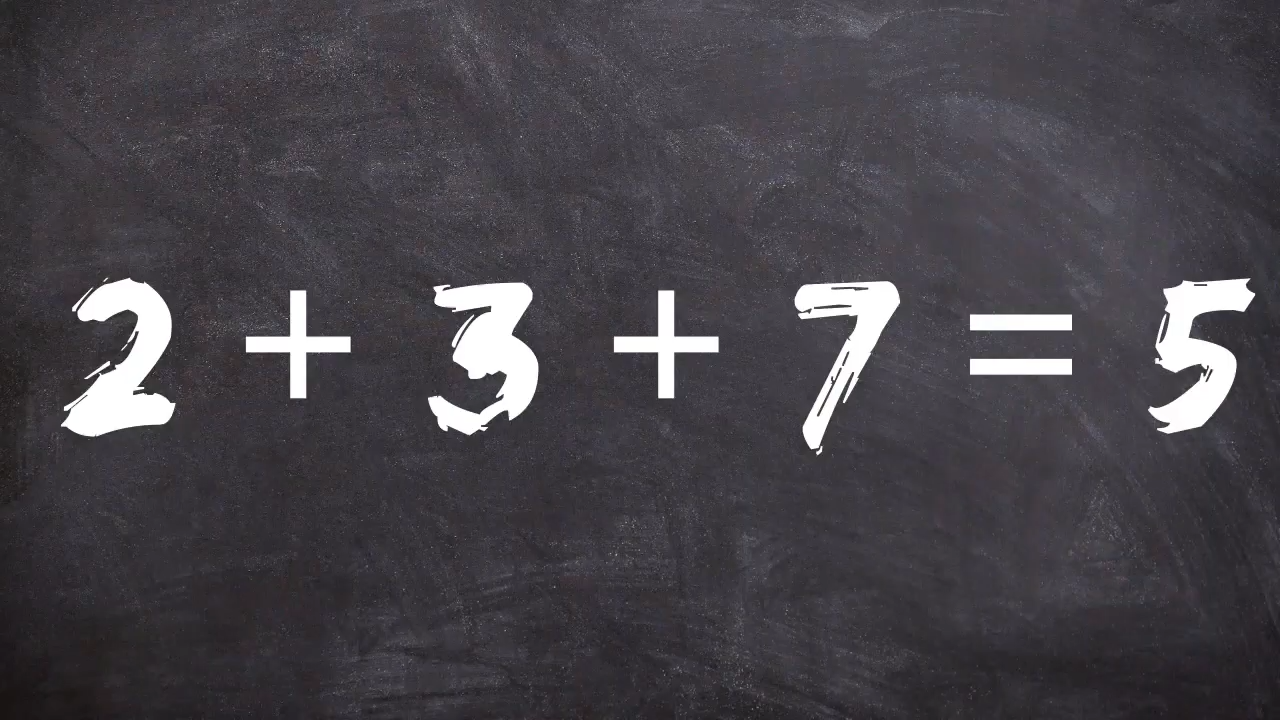 2 + 3 + 7 = 5